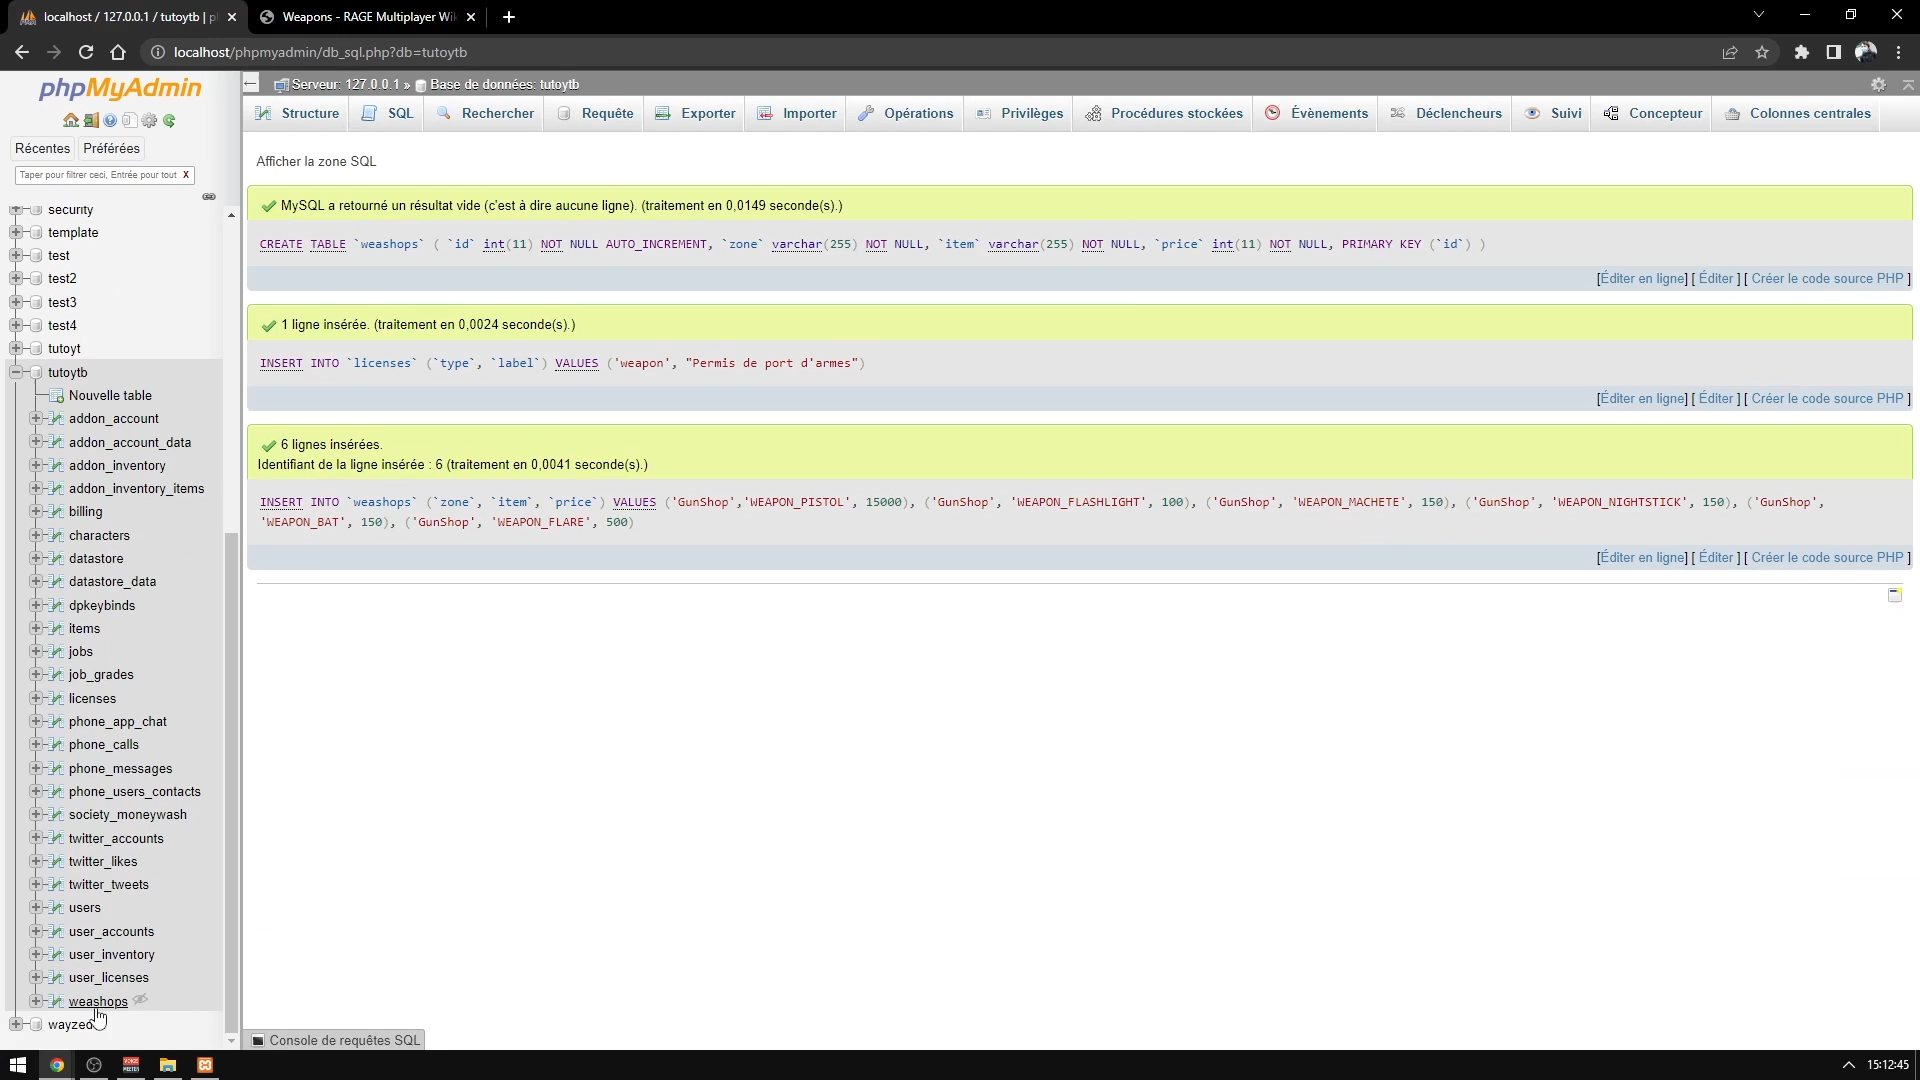 localhost / 127.0.0.1 / tutoytb | p
Weapons - RAGE Multiplayer Wik
localhost/phpmyadmin/db_sql.php?db=tutoytb
phpMyAdmin
Récentes
Préférées
Taper pour filtrer ceci, Entrée pour tout
X
security
template
test
test2
test3
test4
tutoyt
tutoytb
Nouvelle table
addon_account
addon_account_data
addon_inventory
addon_inventory_items
billing
characters
datastore
datastore_data
dpkeybinds
items
jobs
job_grades
licenses
phone_app_chat
phone_calls
phone_messages
phone_users_contacts
society_moneywash
twitter_accounts
twitter_likes
twitter_tweets
users
user_accounts
user_inventory
user_licenses
weashops
Serveur: 127.0.0.1 » Base de données: tutoytb
Structure
SQL
Rechercher
Requête
Exporter
Importer
Opérations
Privilèges
Procédures stockées
Évènements
Déclencheurs
Suivi
Concepteur
Colonnes centrales
Afficher la zone SQL
MySQL a retourné un résultat vide (c'est à dire aucune ligne). (traitement en 0,0149 seconde(s).)
CREATE TABLE `weashops` ( `id` int(11) NOT NULL AUTO_INCREMENT, `zone` varchar(255) NOT NULL, `item` varchar(255) NOT NULL, `price` int(11) NOT NULL, PRIMARY KEY (`id`) )
[Éditer en ligne] [ Éditer ] [ Créer le code source PHP ]
1 ligne insérée. (traitement en 0,0024 seconde(s).)
INSERT INTO `licenses` (`type`, `label`) VALUES ('weapon', "Permis de port d'armes")
[Éditer en ligne] [ Éditer ] [ Créer le code source PHP ]
6 lignes insérées.
Identifiant de la ligne insérée : 6 (traitement en 0,0041 seconde(s).)
INSERT INTO `weashops` (`zone`, `item`, `price`) VALUES ('GunShop','WEAPON_PISTOL', 15000), ('GunShop', 'WEAPON_FLASHLIGHT', 100), ('GunShop', 'WEAPON_MACHETE', 150), ('GunShop', 'WEAPON_NIGHTSTICK', 150), ('GunShop',
'WEAPON_BAT', 150), ('GunShop', 'WEAPON_FLARE', 500)
[Éditer en ligne] [ Éditer ] [ Créer le code source PHP ]
Console de requêtes SQL
15:12:45